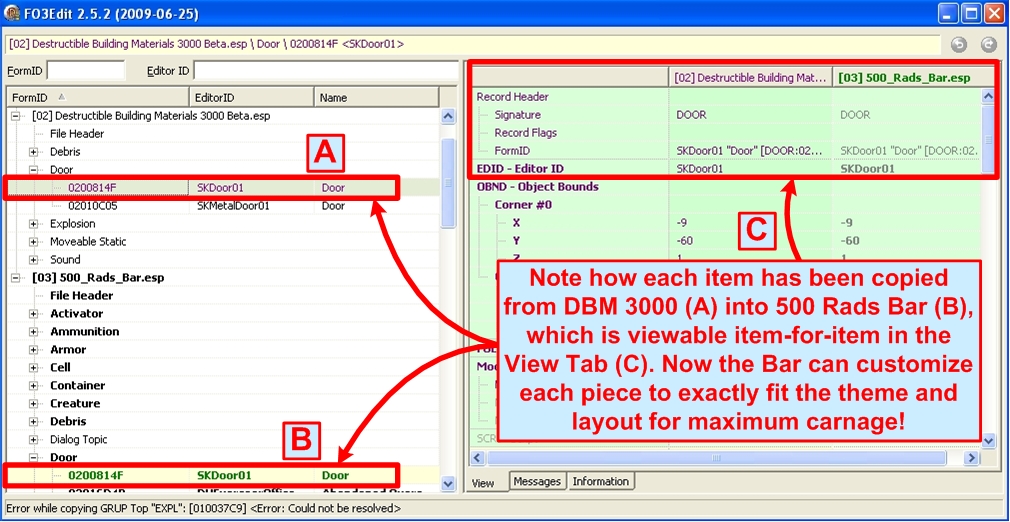 FO3Edit 2.5.2 (2009-06-25)
[02] Destructible Building Materials 3000 Beta.esp \ Door \ 0200814F <SKDoor01>
FormID Editor ID
FormID EditorID Name
[02] Destructible Building Materials 3000 Beta.esp
File Header
Debris
Door
0200814F SKDoor01 Door
02010C05 SKMetalDoor01 Door
Explosion
Moveable Static
Sound
[03] 500_Rads_Bar.esp
File Header
Activator
Ammunition
Armor
Cell
Container
Creature
Debris
Dialog Topic
Door
0200814F SKDoor01 Door
A
B
[02] Destructible Building Mat... [03] 500_Rads_Bar.esp
Record Header
Signature DOOR DOOR
Record Flags
FormID SKDoor01 "Door" [DOOR:02... SKDoor01 "Door" [DOOR:02...
EDID - Editor ID SKDoor01 SKDoor01
OBND - Object Bounds
Corner #0
X -9 -9
Y -60 -60
C
Note how each item has been copied
from DBM 3000 (A) into 500 Rads Bar (B),
which is viewable item-for-item in the
View Tab (C). Now the Bar can customize
each piece to exactly fit the theme and
layout for maximum carnage!
View Messages Information
Error while copying GRUP Top "EXPL": [010037C9] <Error: Could not be resolved>